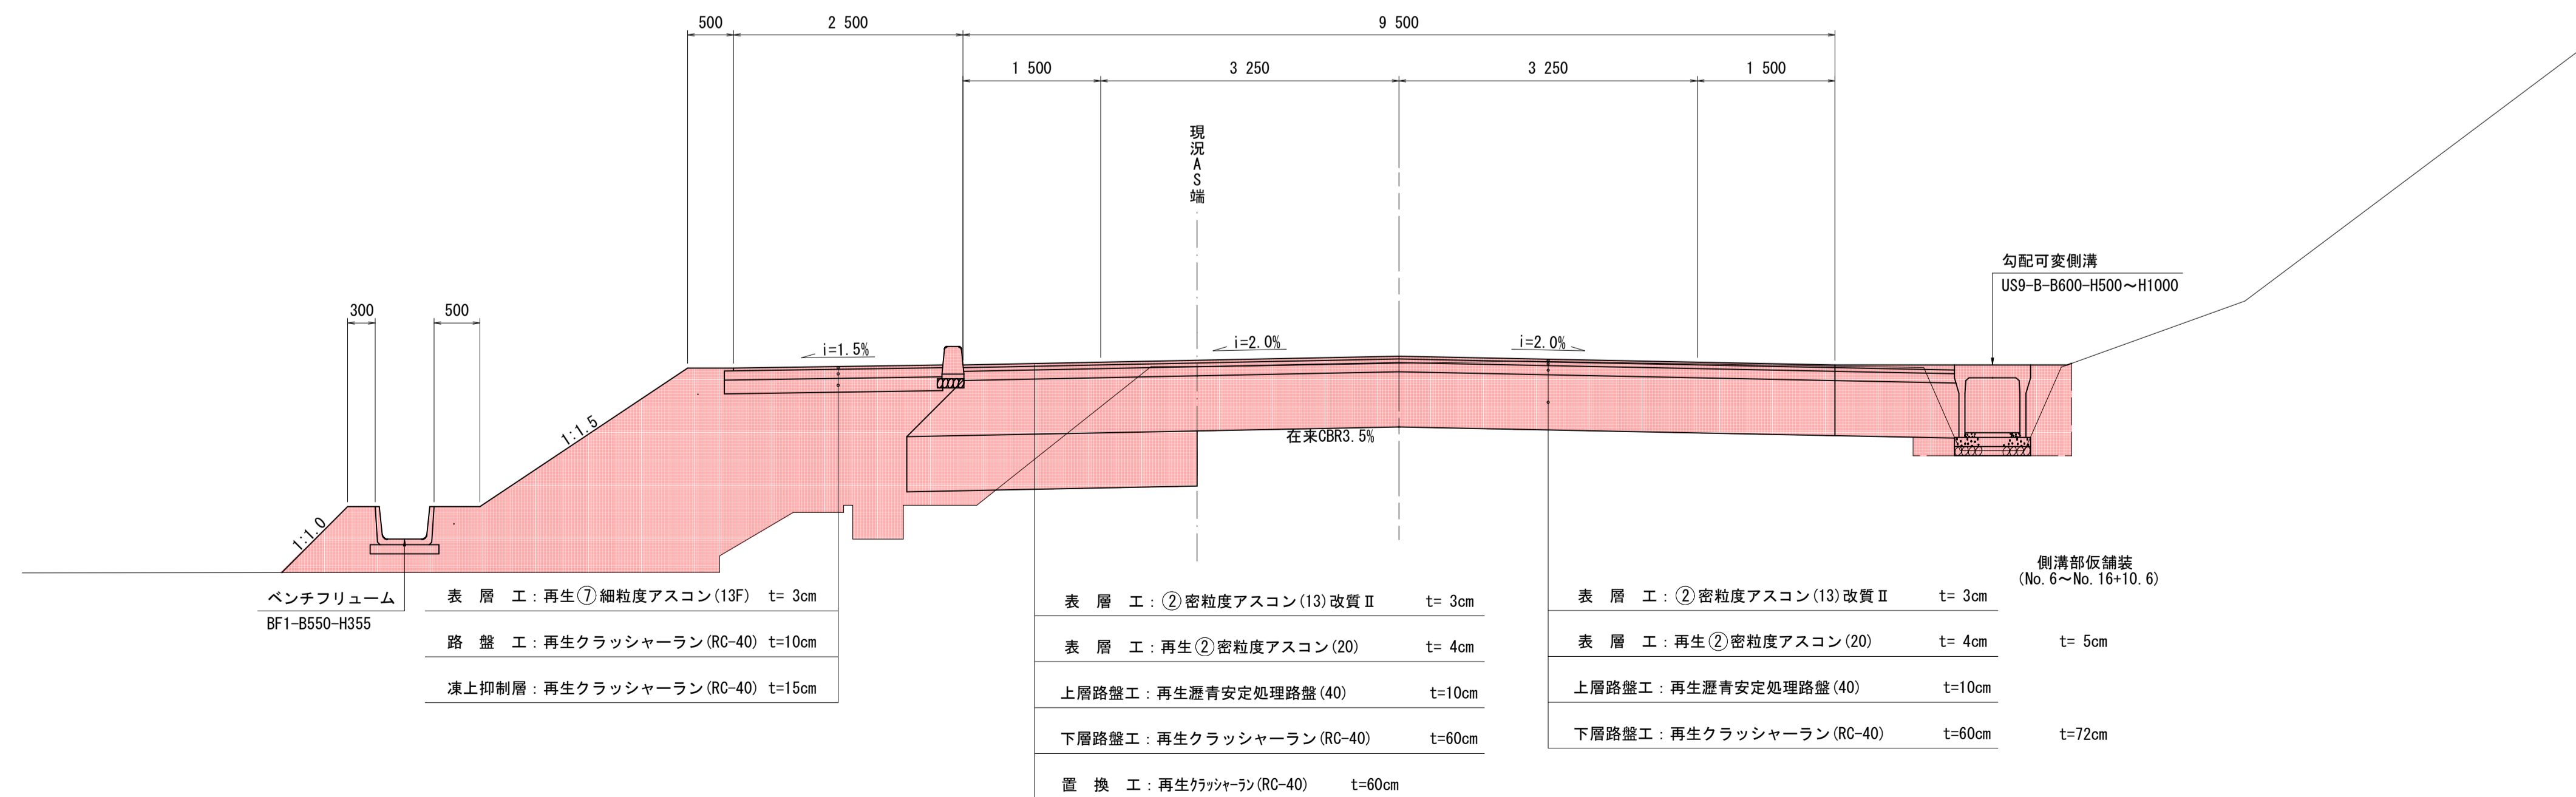 500
2 500
9 500
1 500
3 250
3 250
1 500
現況AS端
勾配可変側溝
US9-B-B600-H500～H1000
300
500
i=1.5%
i=2.0%
i=2.0%
1:1.5
在来CBR3.5%
1:1.0
ベンチフリューム
BF1-B550-H355
表層工：再生⑦細粒度アスコン(13F) t= 3cm
路盤工：再生クラッシャーラン(RC-40) t=10cm
凍上抑制層：再生クラッシャーラン(RC-40) t=15cm
表層工：②密粒度アスコン(13)改質Ⅱ t= 3cm
表層工：再生②密粒度アスコン(20) t= 4cm
上層路盤工：再生瀝青安定処理路盤(40) t=10cm
下層路盤工：再生クラッシャーラン(RC-40) t=60cm
置換工：再生ｸﾗｯｼｬｰﾗﾝ(RC-40) t=60cm
側溝部仮舗装
(No.6～No.16+10.6)
表層工：②密粒度アスコン(13)改質Ⅱ t= 3cm
表層工：再生②密粒度アスコン(20) t= 4cm t= 5cm
上層路盤工：再生瀝青安定処理路盤(40) t=10cm
下層路盤工：再生クラッシャーラン(RC-40) t=60cm t=72cm